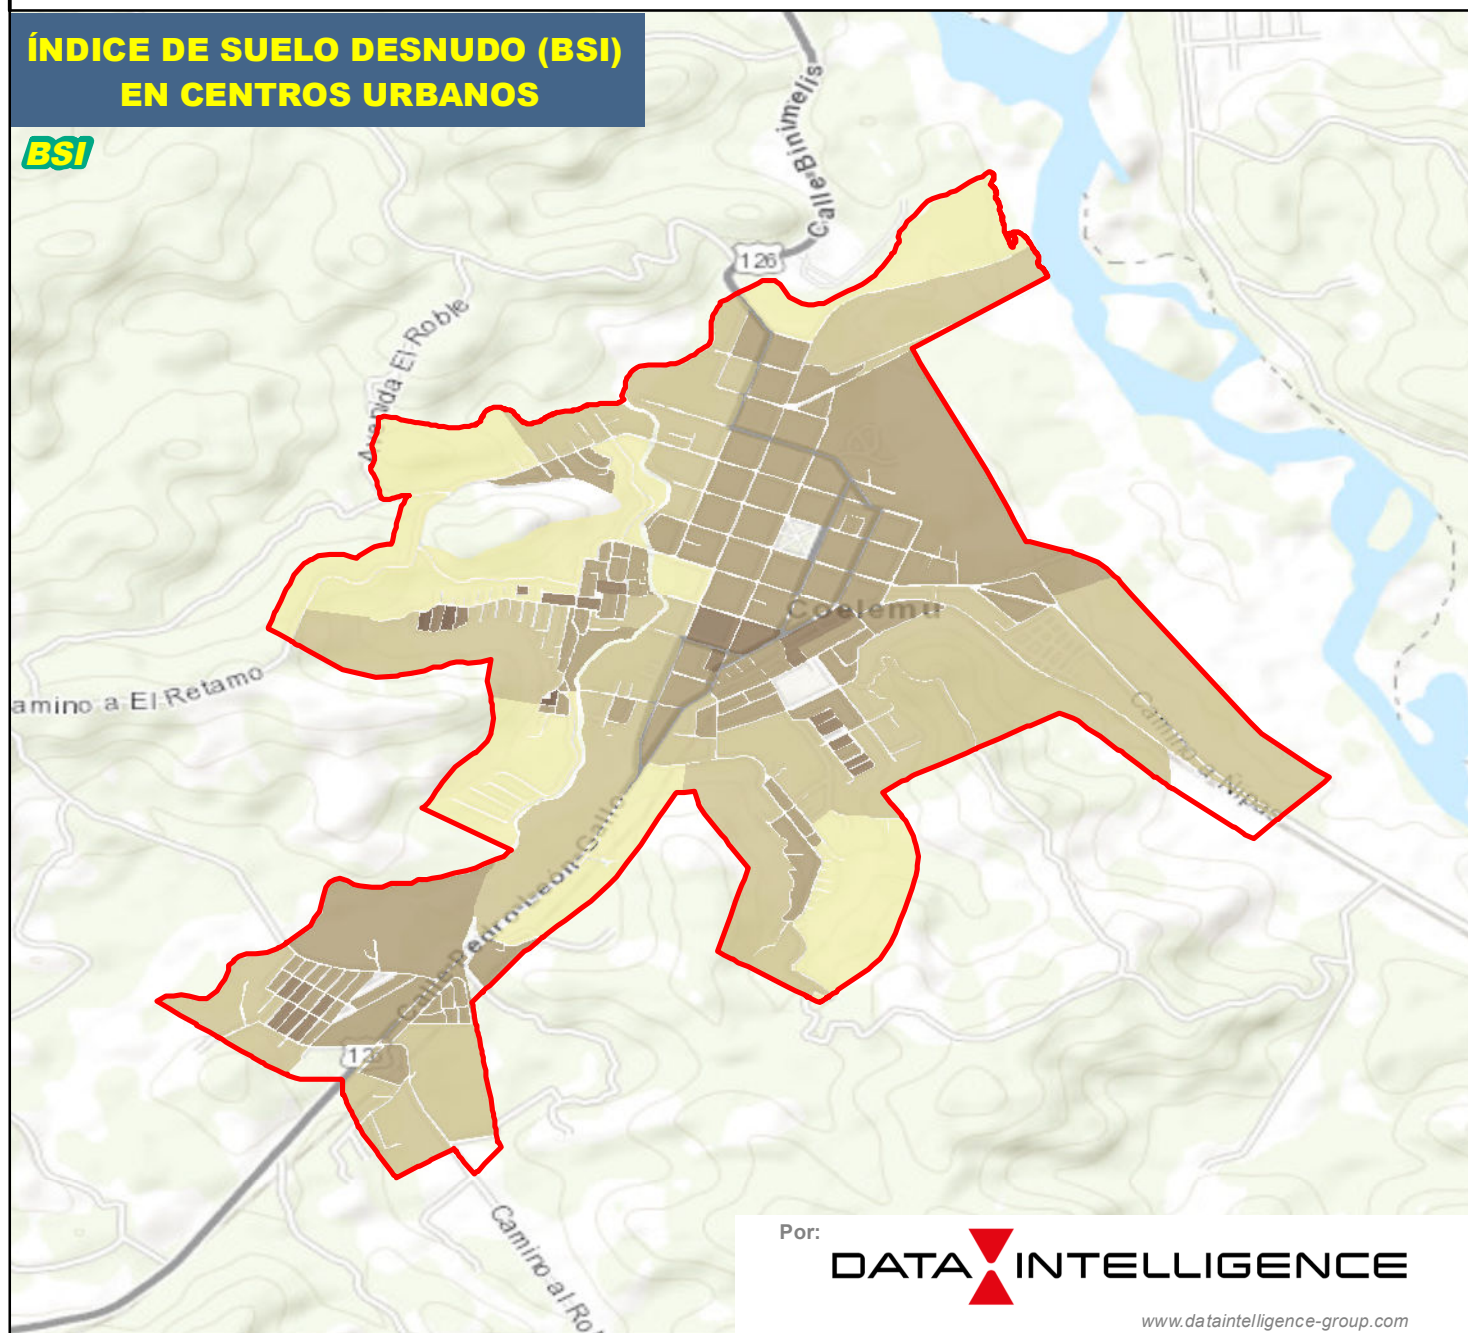 ÍNDICE DE SUELO DESNUDO (BSI)
EN CENTROS URBANOS
BSI
Calle Binimelis
126
Avenida El Roble
Coelemu
amino a El Retamo
Camino a Ñipas
Calle Pedro León Gallo
126
Camino al Ro
Por:
DATA INTELLIGENCE
www.dataintelligence-group.com